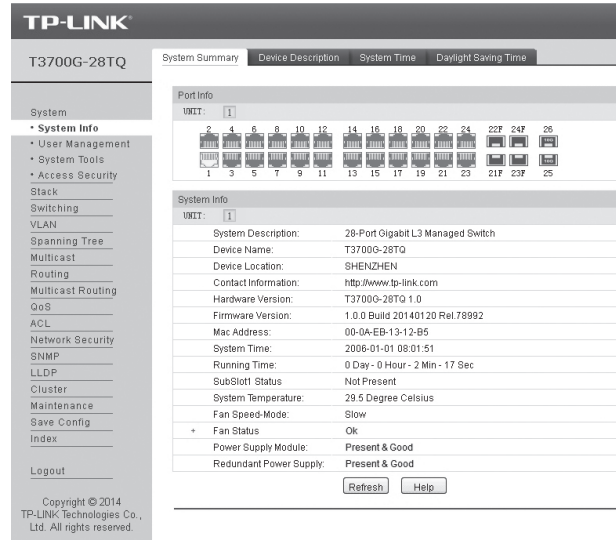 TP-LINK®
T3700G-28TQ
System Summary Device Description System Time Daylight Saving Time
System
• System Info
• User Management
• System Tools
• Access Security
Stack
Switching
VLAN
Spanning Tree
Multicast
Routing
Multicast Routing
QoS
ACL
Network Security
SNMP
LLDP
Cluster
Maintenance
Save Config
Index
Logout
Copyright © 2014
TP-LINK Technologies Co.,
Ltd. All rights reserved.
Port Info
UNIT: 1
2 4 6 8 10 12 14 16 18 20 22 24 22F 24F 26
1 3 5 7 9 11 13 15 17 19 21 23 21F 23F 25
System Info
UNIT: 1
System Description: 28-Port Gigabit L3 Managed Switch
Device Name: T3700G-28TQ
Device Location: SHENZHEN
Contact Information: http://www.tp-link.com
Hardware Version: T3700G-28TQ 1.0
Firmware Version: 1.0.0 Build 20140120 Rel.78992
Mac Address: 00-0A-EB-13-12-B5
System Time: 2006-01-01 08:01:51
Running Time: 0 Day - 0 Hour - 2 Min - 17 Sec
SubSlot1 Status Not Present
System Temperature: 29.5 Degree Celsius
Fan Speed-Mode: Slow
+ Fan Status Ok
Power Supply Module: Present & Good
Redundant Power Supply: Present & Good
Refresh Help